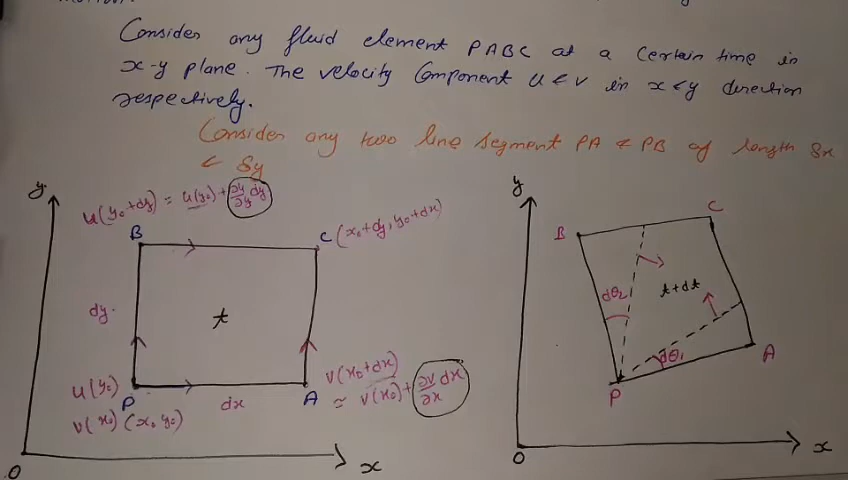 Consider any fluid element PABC at a certain time in
x-y plane. The velocity Component u & v in x & y direction
respectively.
Consider any two line segment PA & PB of length δx
& δy
y
u(y₀+dy) = u(y₀) + ∂u/∂y dy
B
C (x₀+dy, y₀+dx)
dy
t
u(y₀)
P
v(x₀) (x₀ y₀)
dx
A
v(x₀+dx)
≃ v(x₀) + ∂v/∂x dx
O
x
y
B
C
dθ₂
t+dt
dθ₁
A
P
O
x